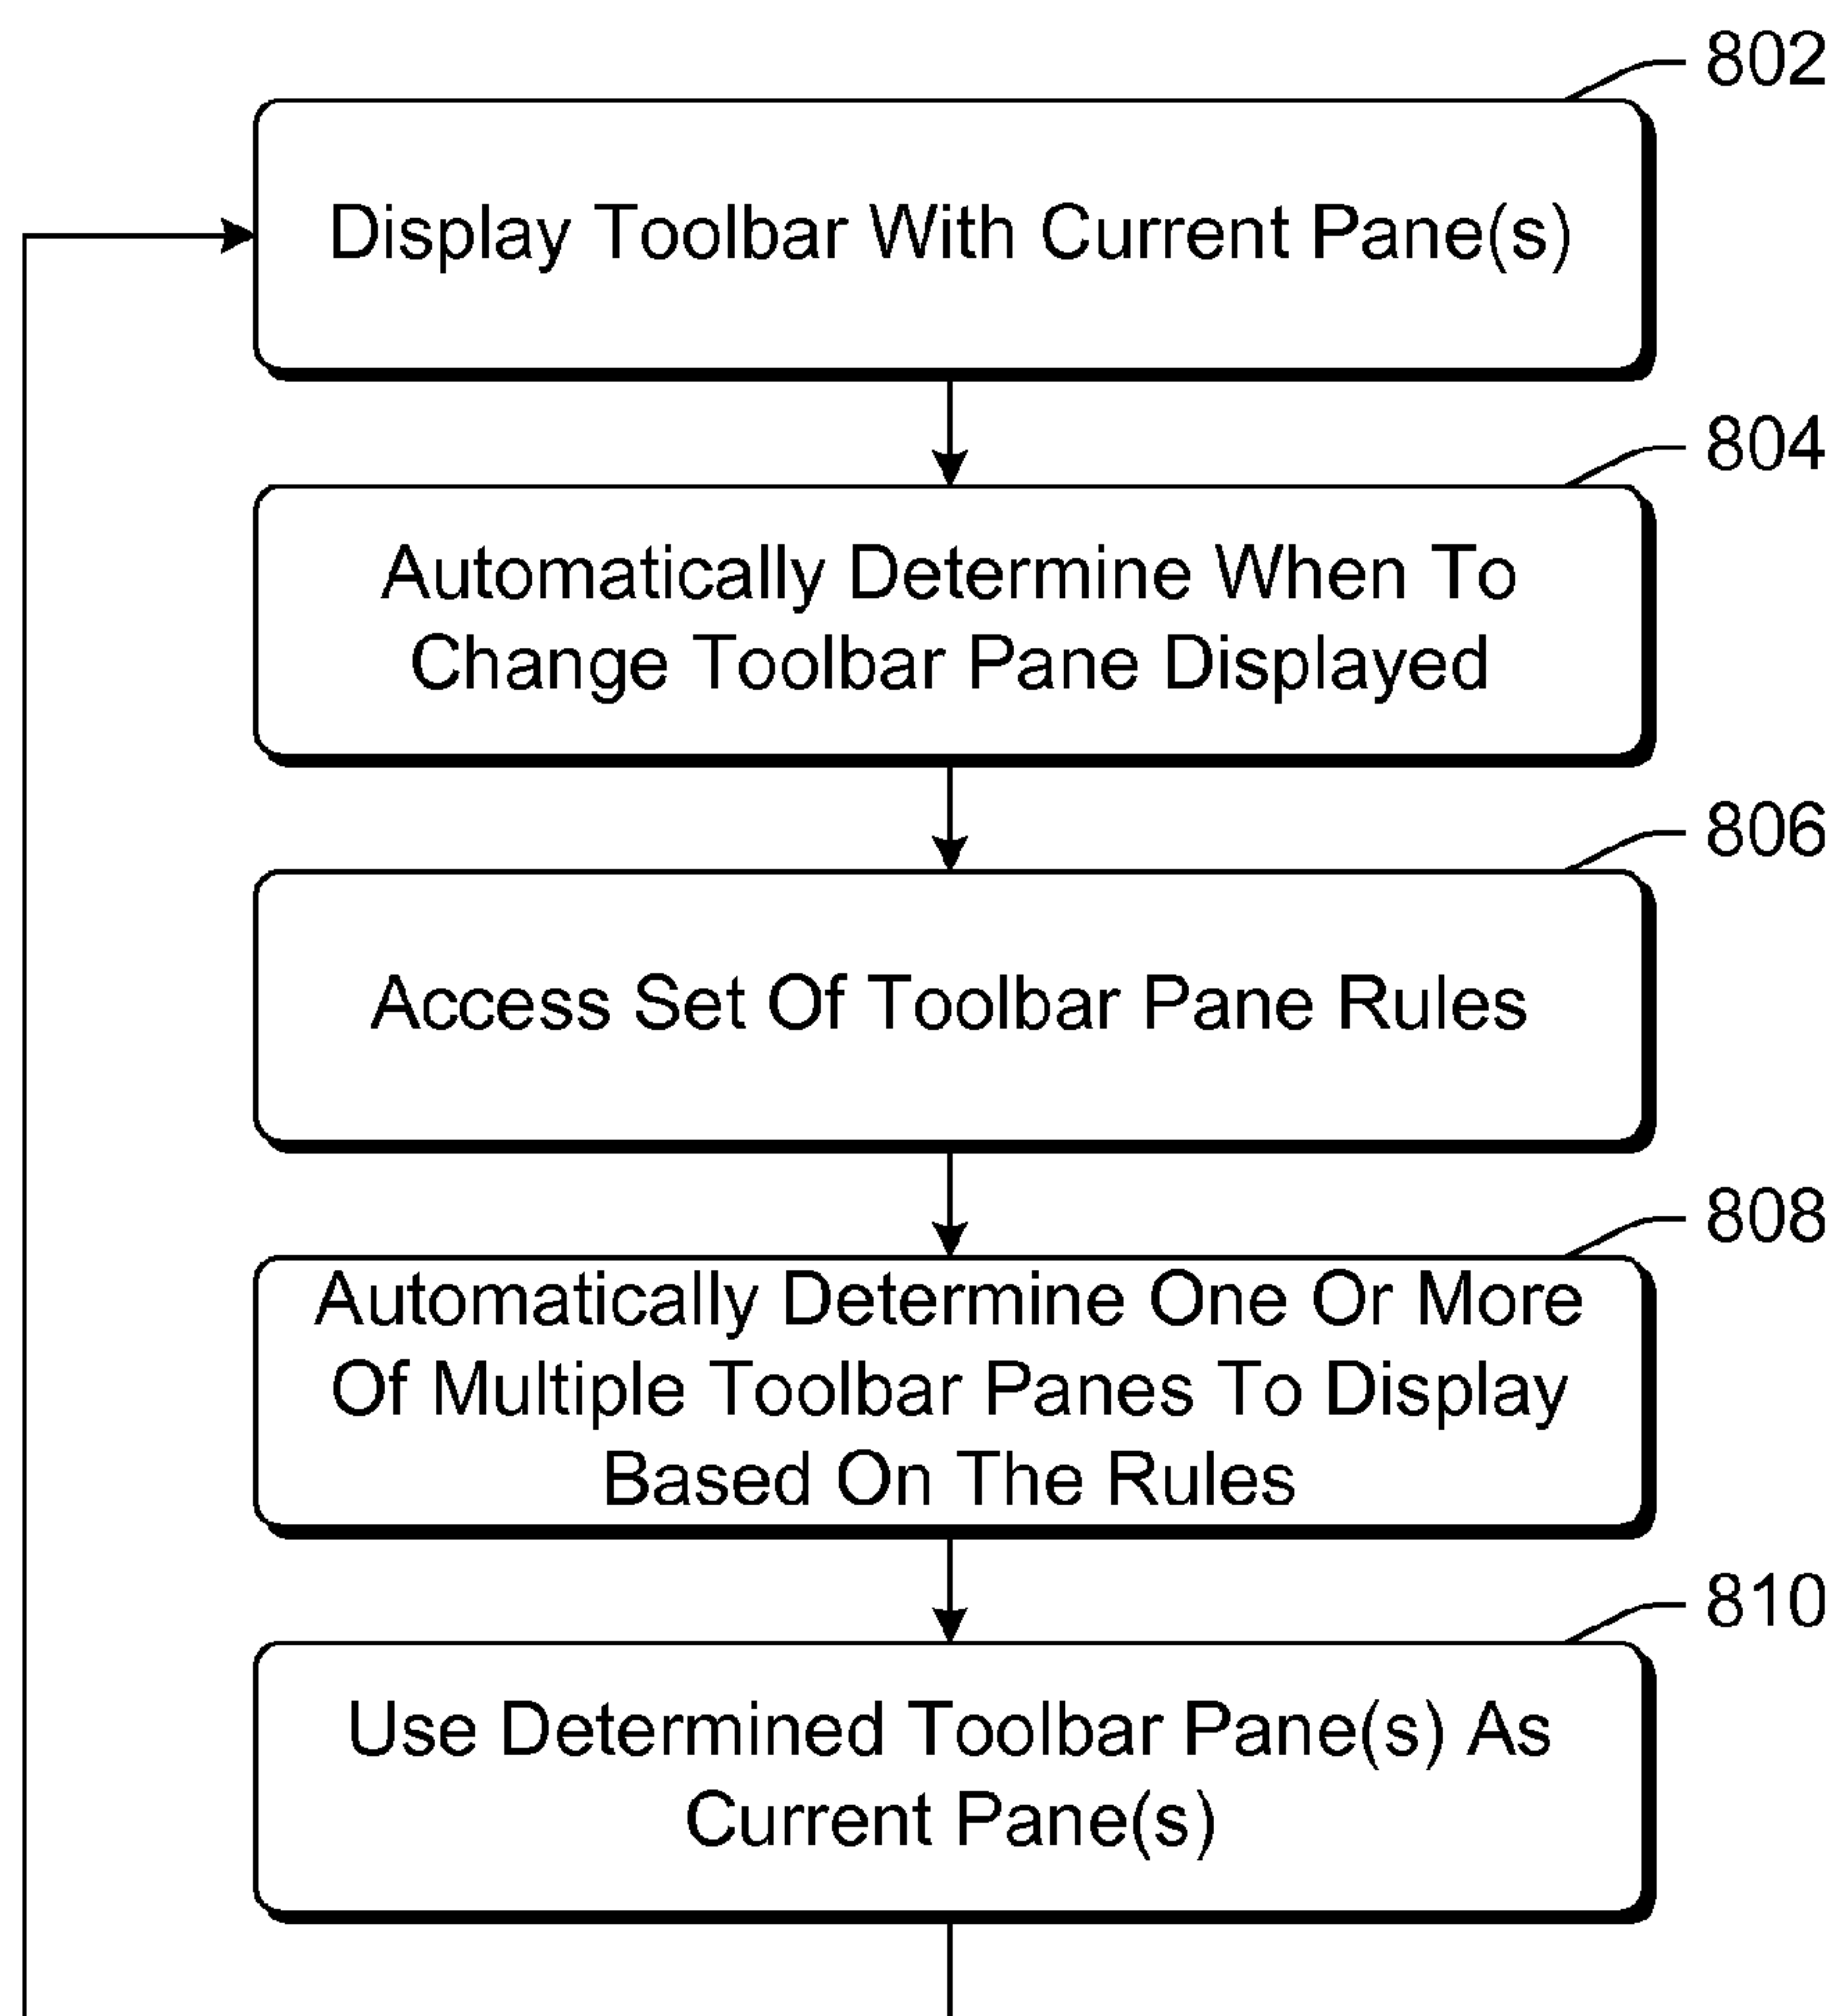 802
Display Toolbar With Current Pane(s)
804
Automatically Determine When To
Change Toolbar Pane Displayed
806
Access Set Of Toolbar Pane Rules
808
Automatically Determine One Or More
Of Multiple Toolbar Panes To Display
Based On The Rules
810
Use Determined Toolbar Pane(s) As
Current Pane(s)